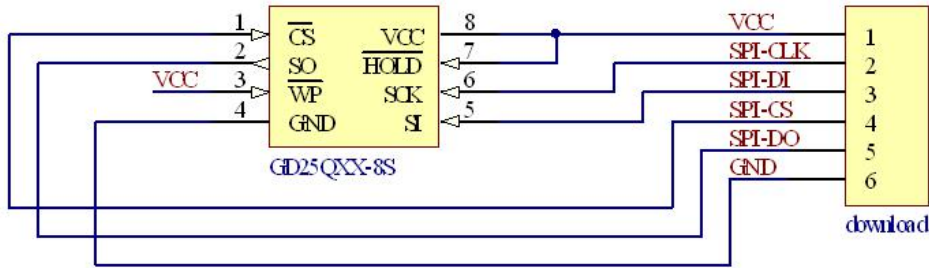 1 CS VCC 8 VCC 1
2 SO HOLD 7 SPI-CLK 2
VCC 3 WP SCK 6 SPI-DI 3
4 GND SI 5 SPI-CS 4
SPI-DO 5
GND 6
GD25QXX-8S
download